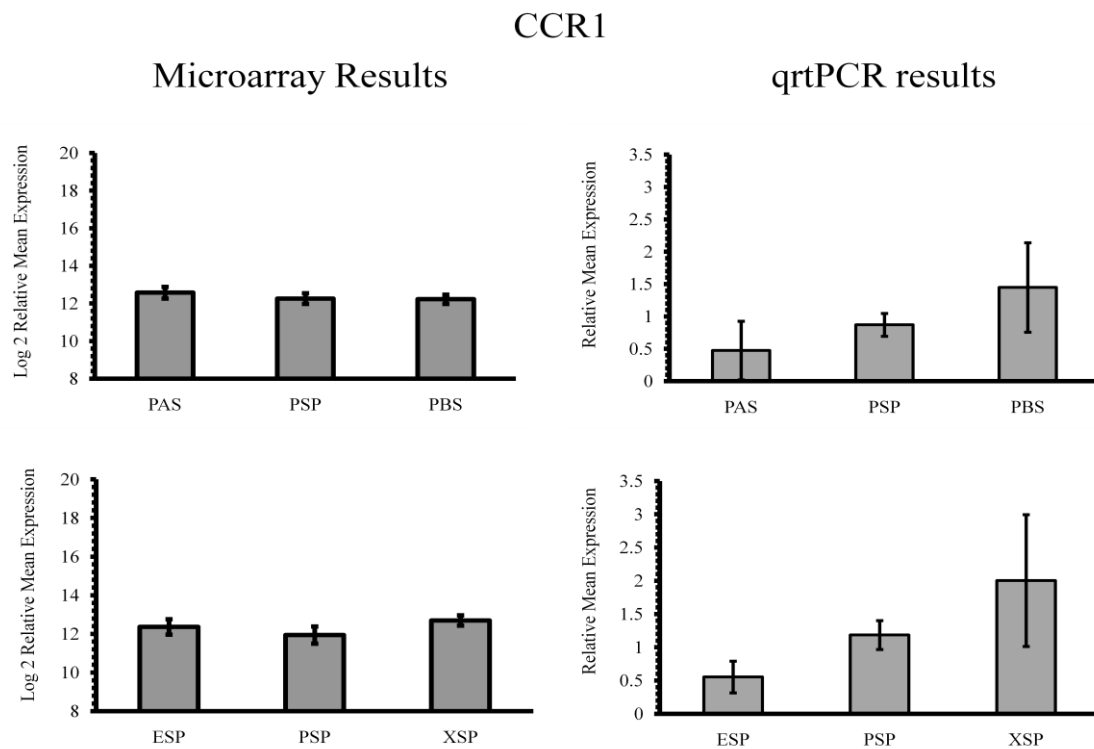 CCR1
Microarray Results
qrtPCR results
Log 2 Relative Mean Expression
20
18
16
14
12
10
8
PAS PSP PBS
Relative Mean Expression
3.5
3
2.5
2
1.5
1
0.5
0
PAS PSP PBS
Log 2 Relative Mean Expression
20
18
16
14
12
10
8
ESP PSP XSP
Relative Mean Expression
3.5
3
2.5
2
1.5
1
0.5
0
ESP PSP XSP